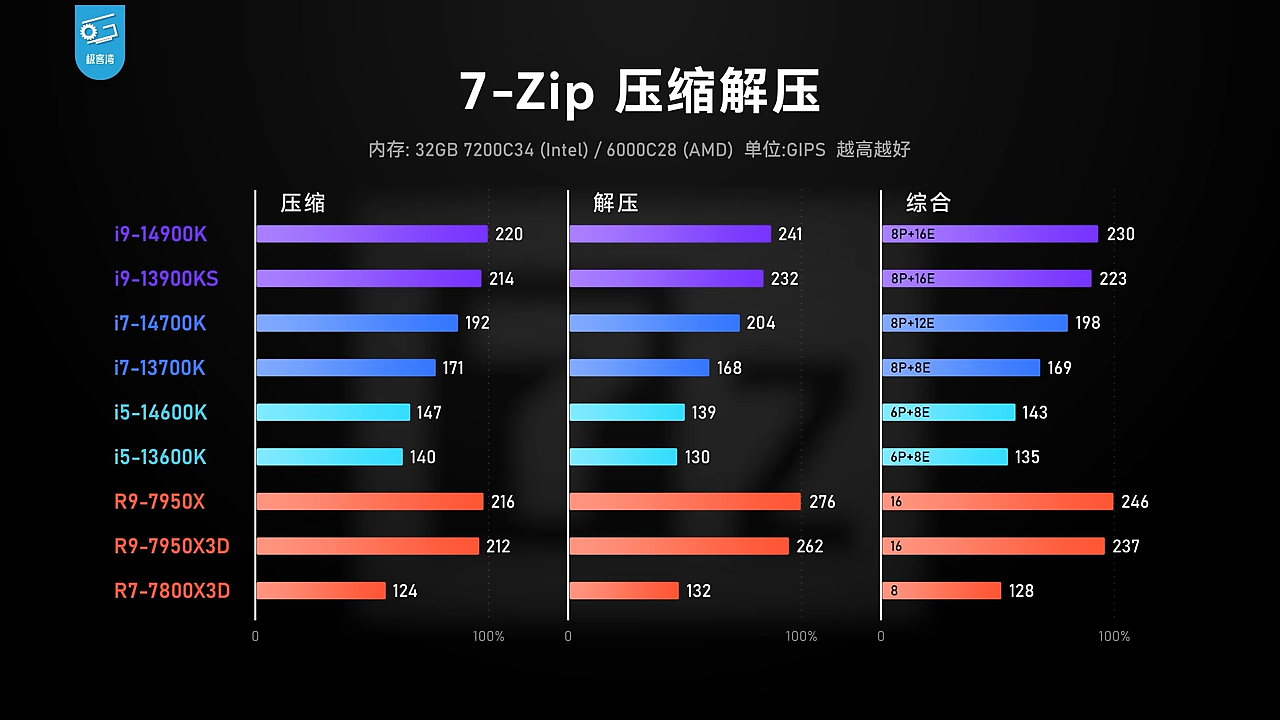 极客湾
7-Zip 压缩解压
内存: 32GB 7200C34 (Intel) / 6000C28 (AMD) 单位:GIPS 越高越好
压缩 解压 综合
i9-14900K 220 241 8P+16E 230
i9-13900KS 214 232 8P+16E 223
i7-14700K 192 204 8P+12E 198
i7-13700K 171 168 8P+8E 169
i5-14600K 147 139 6P+8E 143
i5-13600K 140 130 6P+8E 135
R9-7950X 216 276 16 246
R9-7950X3D 212 262 16 237
R7-7800X3D 124 132 8 128
0 100% 0 100% 0 100%